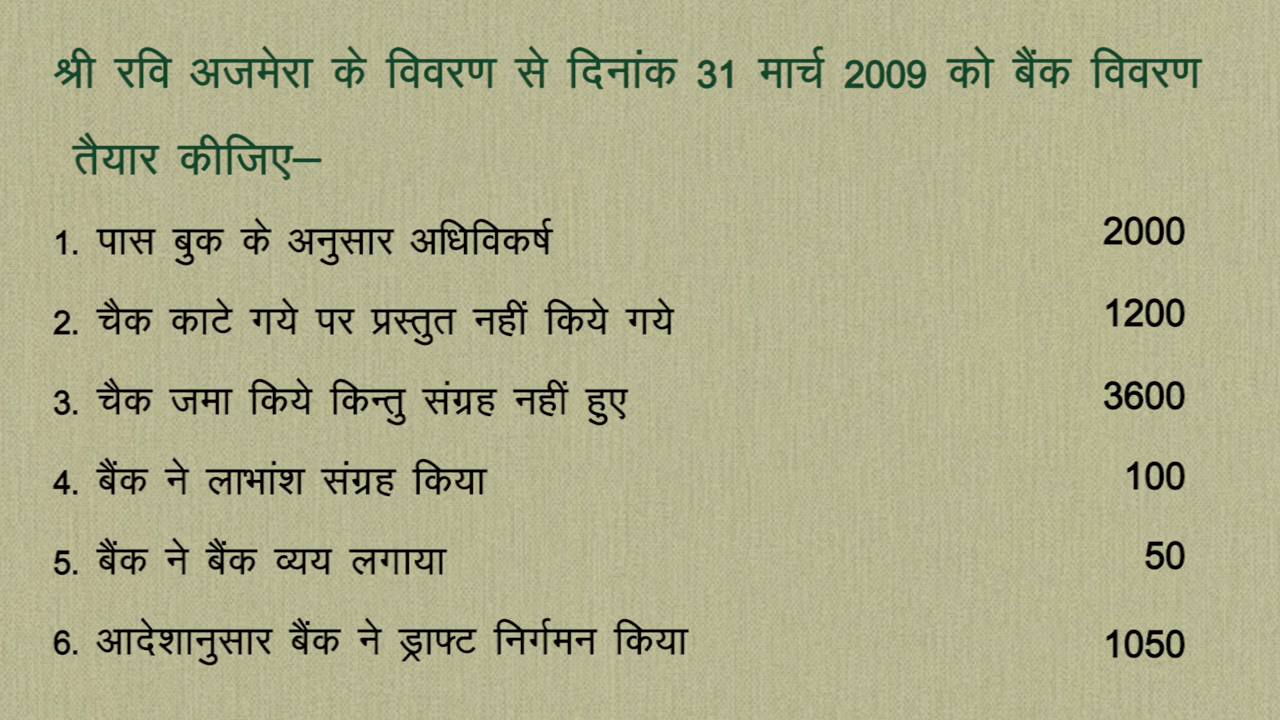 श्री रवि अजमेरा के विवरण से दिनांक 31 मार्च 2009 को बैंक विवरण
तैयार कीजिए–
1. पास बुक के अनुसार अधिविकर्ष 2000
2. चैक काटे गये पर प्रस्तुत नहीं किये गये 1200
3. चैक जमा किये किन्तु संग्रह नहीं हुए 3600
4. बैंक ने लाभांश संग्रह किया 100
5. बैंक ने बैंक व्यय लगाया 50
6. आदेशानुसार बैंक ने ड्राफ्ट निर्गमन किया 1050